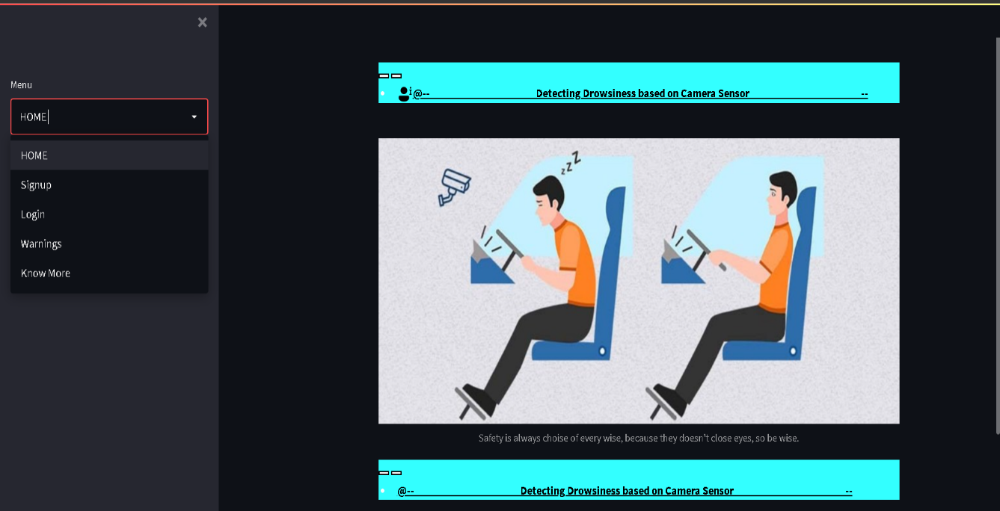 Menu
HOME
HOME
Signup
Login
Warnings
Know More
@-- Detecting Drowsiness based on Camera Sensor --
z z Z
Safety is always choise of every wise, because they doesn't close eyes, so be wise.
@-- Detecting Drowsiness based on Camera Sensor --